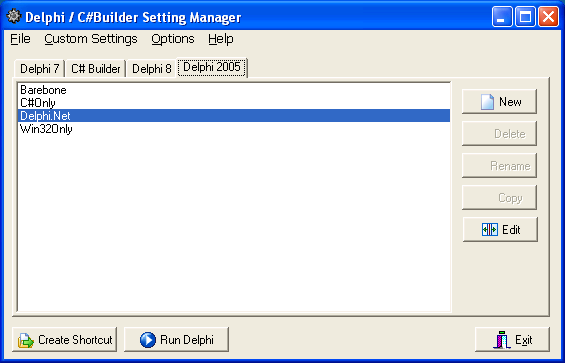 Delphi / C#Builder Setting Manager
File Custom Settings Options Help
Delphi 7 C# Builder Delphi 8 Delphi 2005
Barebone
C#Only
Delphi.Net
Win32Only
New
Delete
Rename
Copy
Edit
Create Shortcut Run Delphi Exit